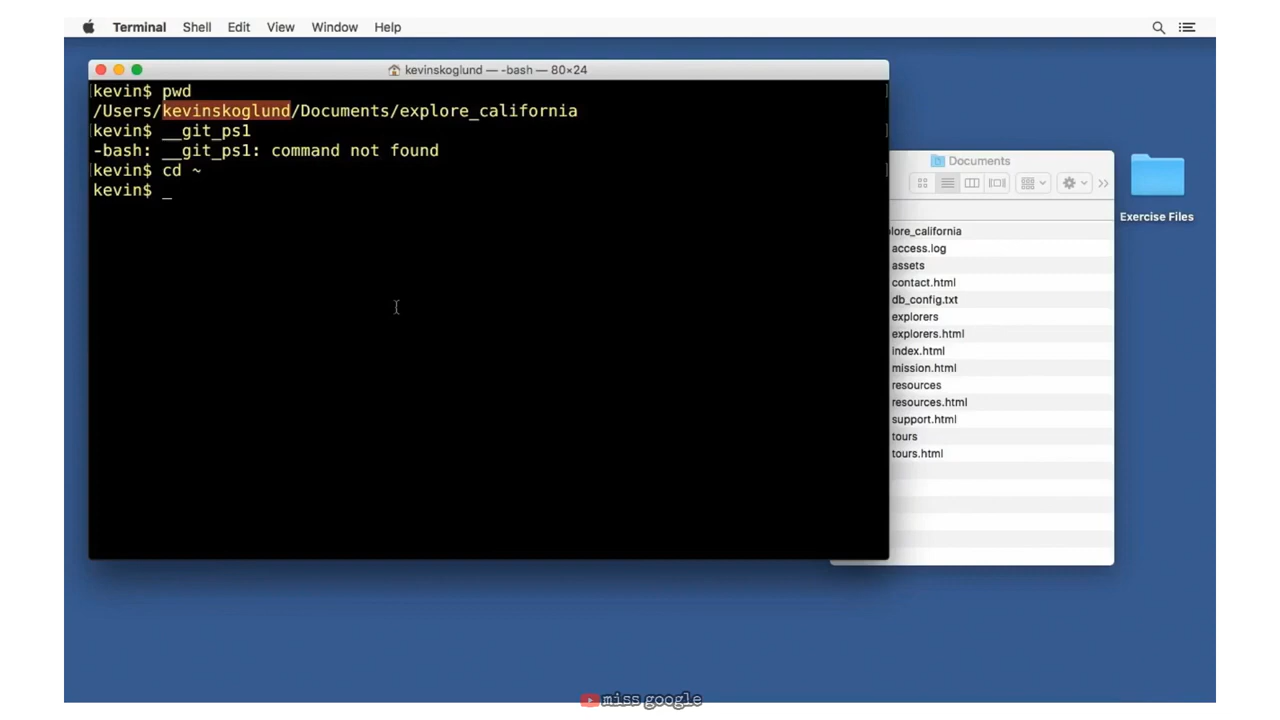 Terminal Shell Edit View Window Help
kevinskoglund — -bash — 80×24
kevin$ pwd
/Users/kevinskoglund/Documents/explore_california
kevin$ __git_ps1
-bash: __git_ps1: command not found
kevin$ cd ~
kevin$ _
Documents
lore_california
access.log
assets
contact.html
db_config.txt
explorers
explorers.html
index.html
mission.html
resources
resources.html
support.html
tours
tours.html
Exercise Files
miss google